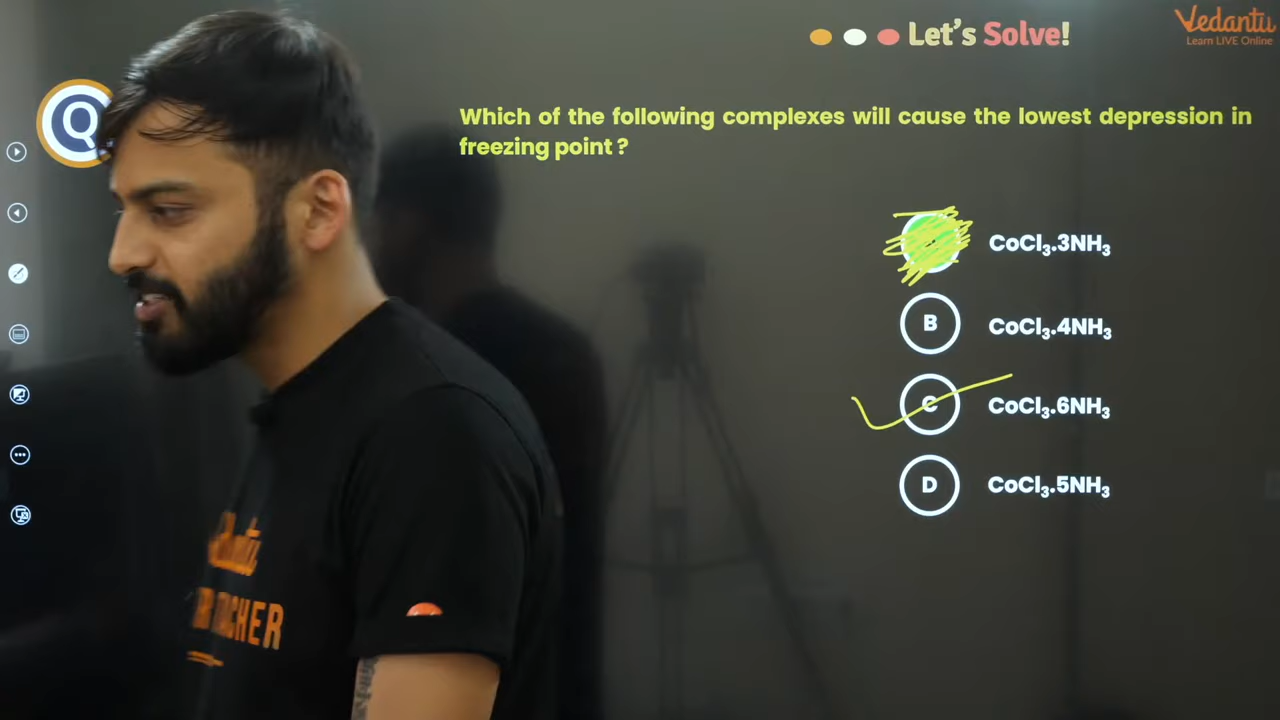 Vedantu
Learn LIVE Online
Let's Solve!
Q
Which of the following complexes will cause the lowest depression in
freezing point ?
CoCl₃.3NH₃
B CoCl₃.4NH₃
C CoCl₃.6NH₃
D CoCl₃.5NH₃